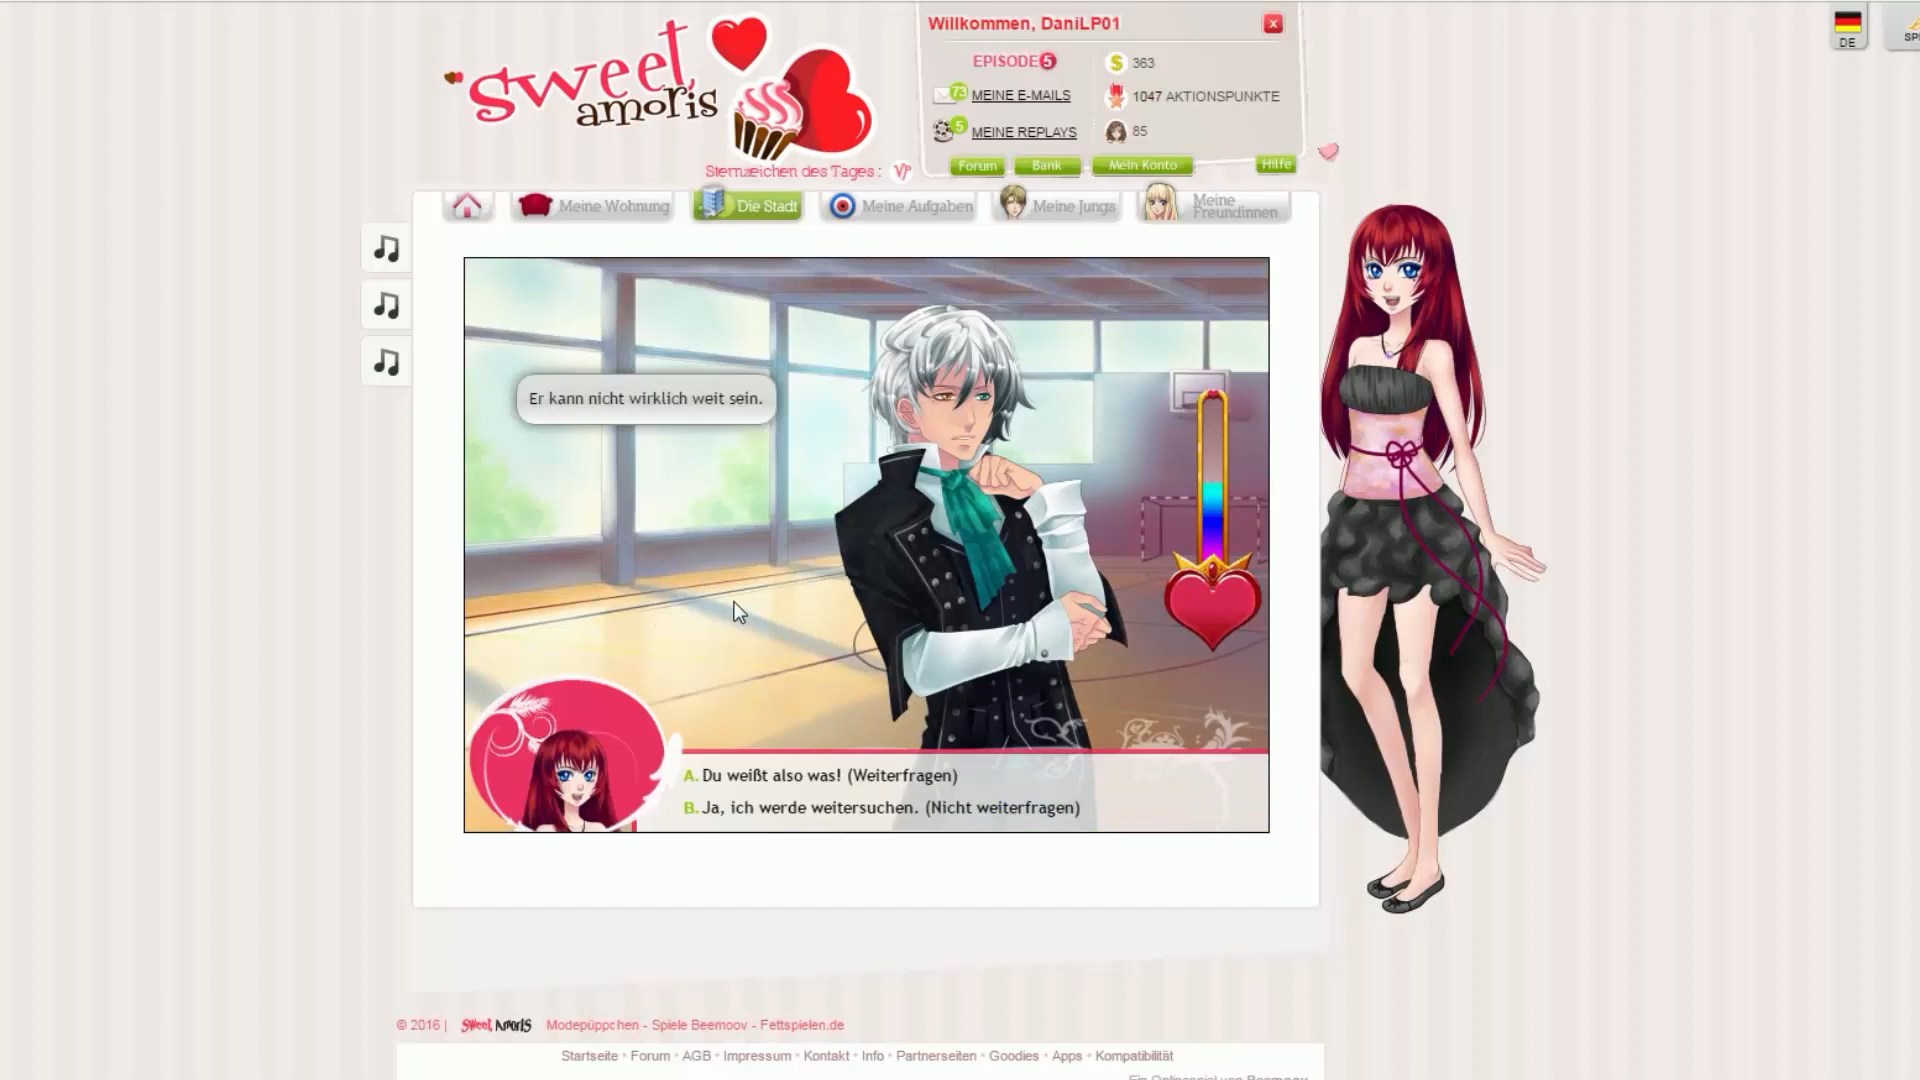 Sweet amoris
Willkommen, DaniLP01
x
DE
EPISODE 5
363
73 MEINE E-MAILS
1047 AKTIONSPUNKTE
5 MEINE REPLAYS
85
Sternzeichen des Tages :
Forum
Bank
Mein Konto
Hilfe
Meine Wohnung
Die Stadt
Meine Aufgaben
Meine Jungs
Meine Freundinnen
Er kann nicht wirklich weit sein.
A. Du weißt also was! (Weiterfragen)
B. Ja, ich werde weitersuchen. (Nicht weiterfragen)
© 2016 | Sweet Amoris Modepüppchen - Spiele Beemoov - Fettspielen.de
Startseite • Forum • AGB • Impressum • Kontakt • Info • Partnerseiten • Goodies • Apps • Kompatibilität